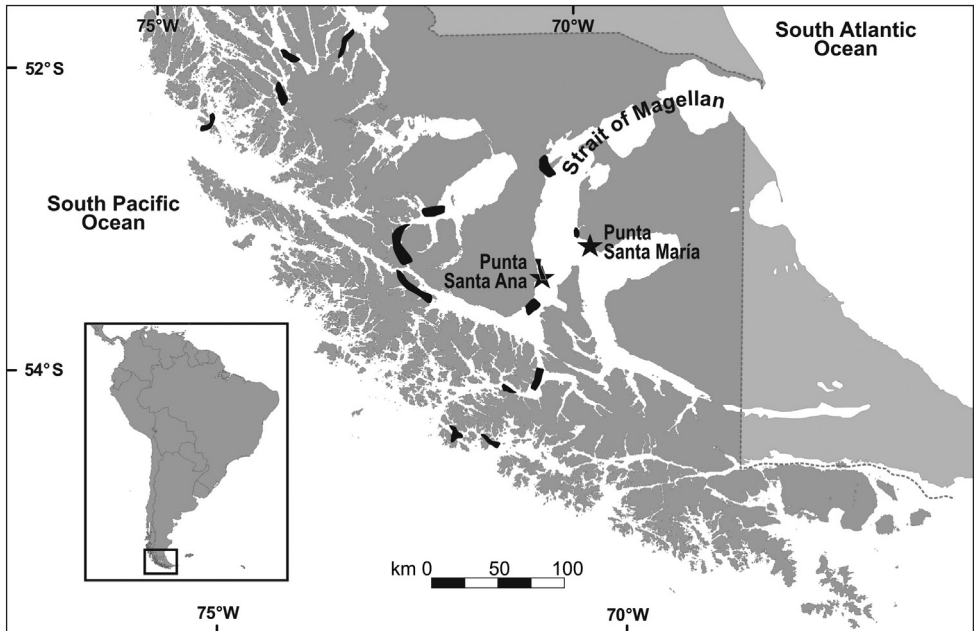 75°W
70°W
South Atlantic
Ocean
52°S
Strait of Magellan
South Pacific
Ocean
Punta
Santa María
Punta
Santa Ana
54°S
km 0 50 100
75°W
70°W